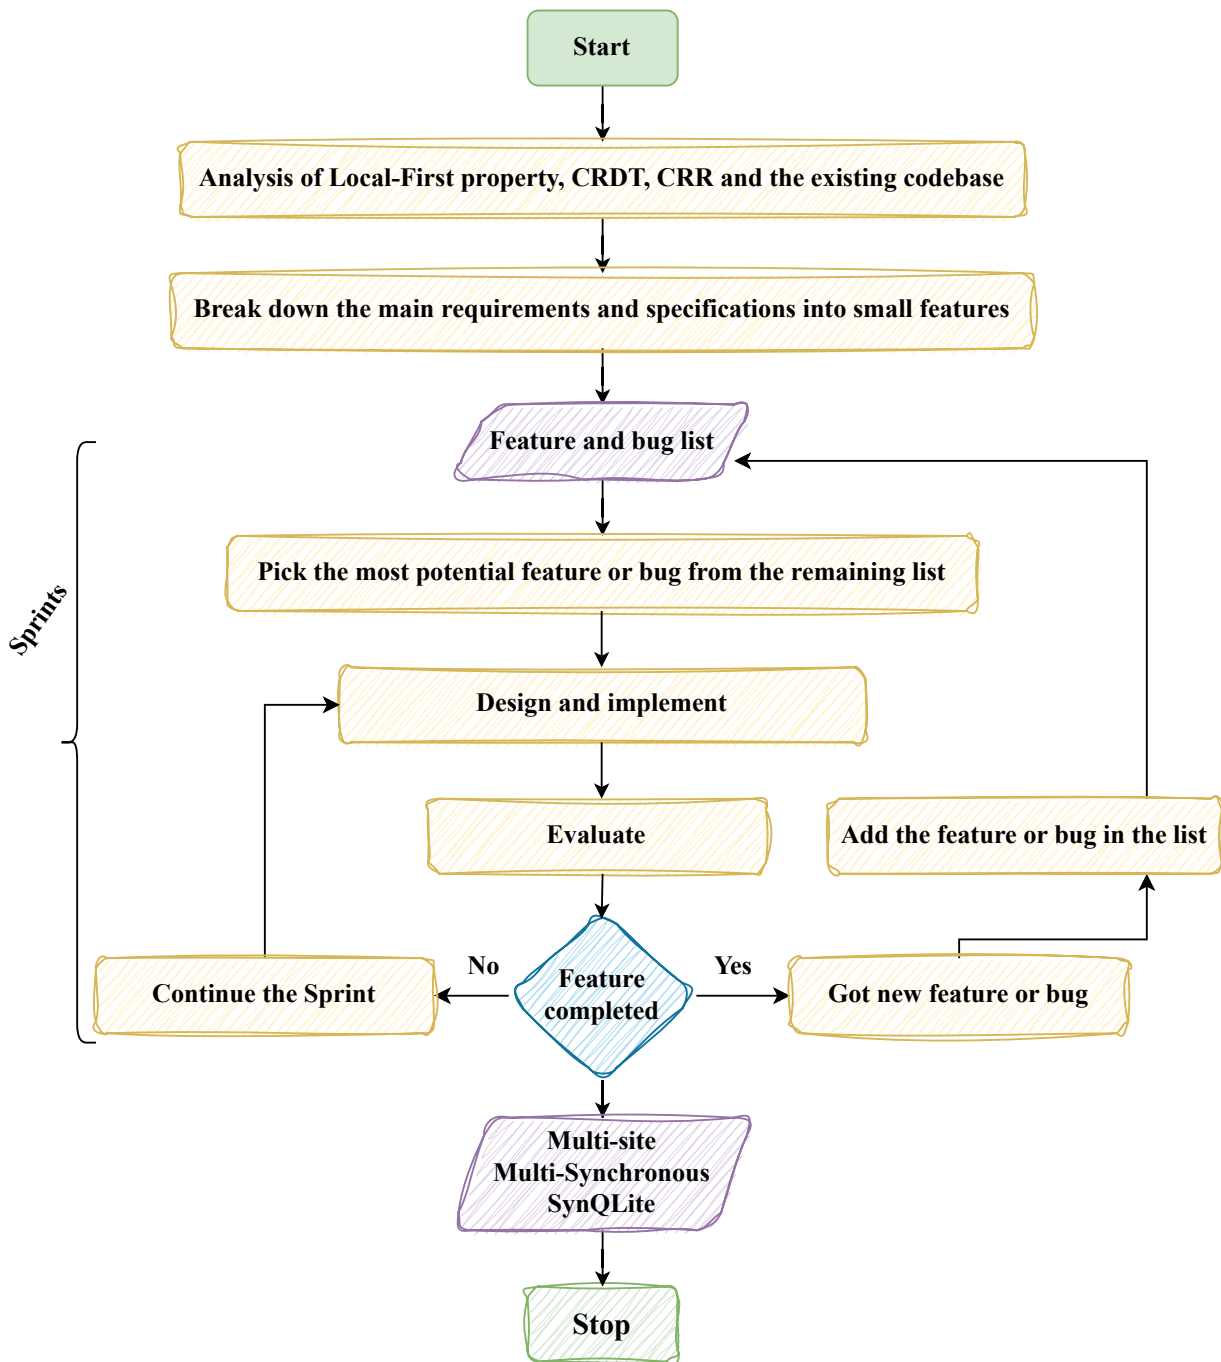 Start
Analysis of Local-First property, CRDT, CRR and the existing codebase
Break down the main requirements and specifications into small features
Feature and bug list
Pick the most potential feature or bug from the remaining list
Sprints
Design and implement
Evaluate
Add the feature or bug in the list
No
Yes
Continue the Sprint
Feature
completed
Got new feature or bug
Multi-site
Multi-Synchronous
SynQLite
Stop